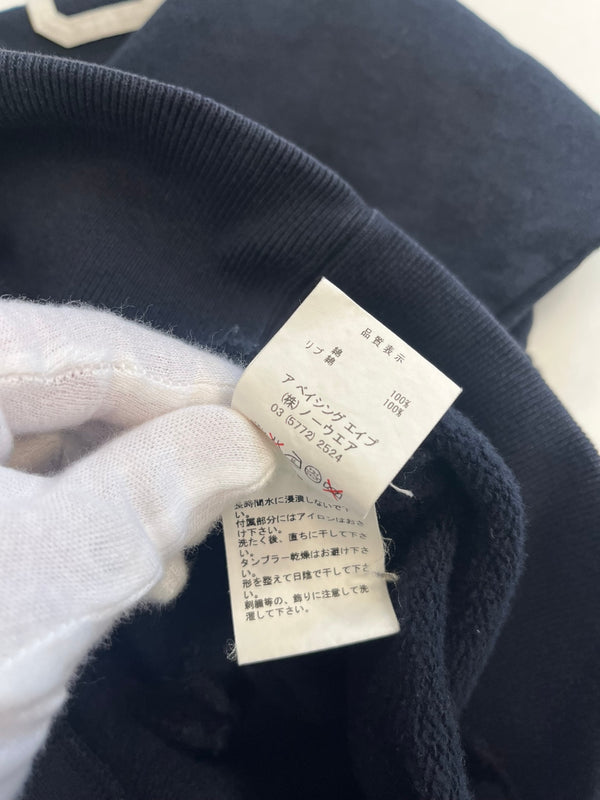 品質表示
綿 100%
リブ 綿 100%
ア ベイシング エイプ
(株) ノーウエア
03 (5772) 2524
長時間水に浸漬しないで下さ
い。
付属部分にはアイロンはおさ
け下さい。
洗たく後、直ちに干して下さ
い。
タンブラー乾燥はお避け下さ
い。
形を整えて日陰で干して下さ
い。
刺繍等の、飾りに注意して洗
濯して下さい。